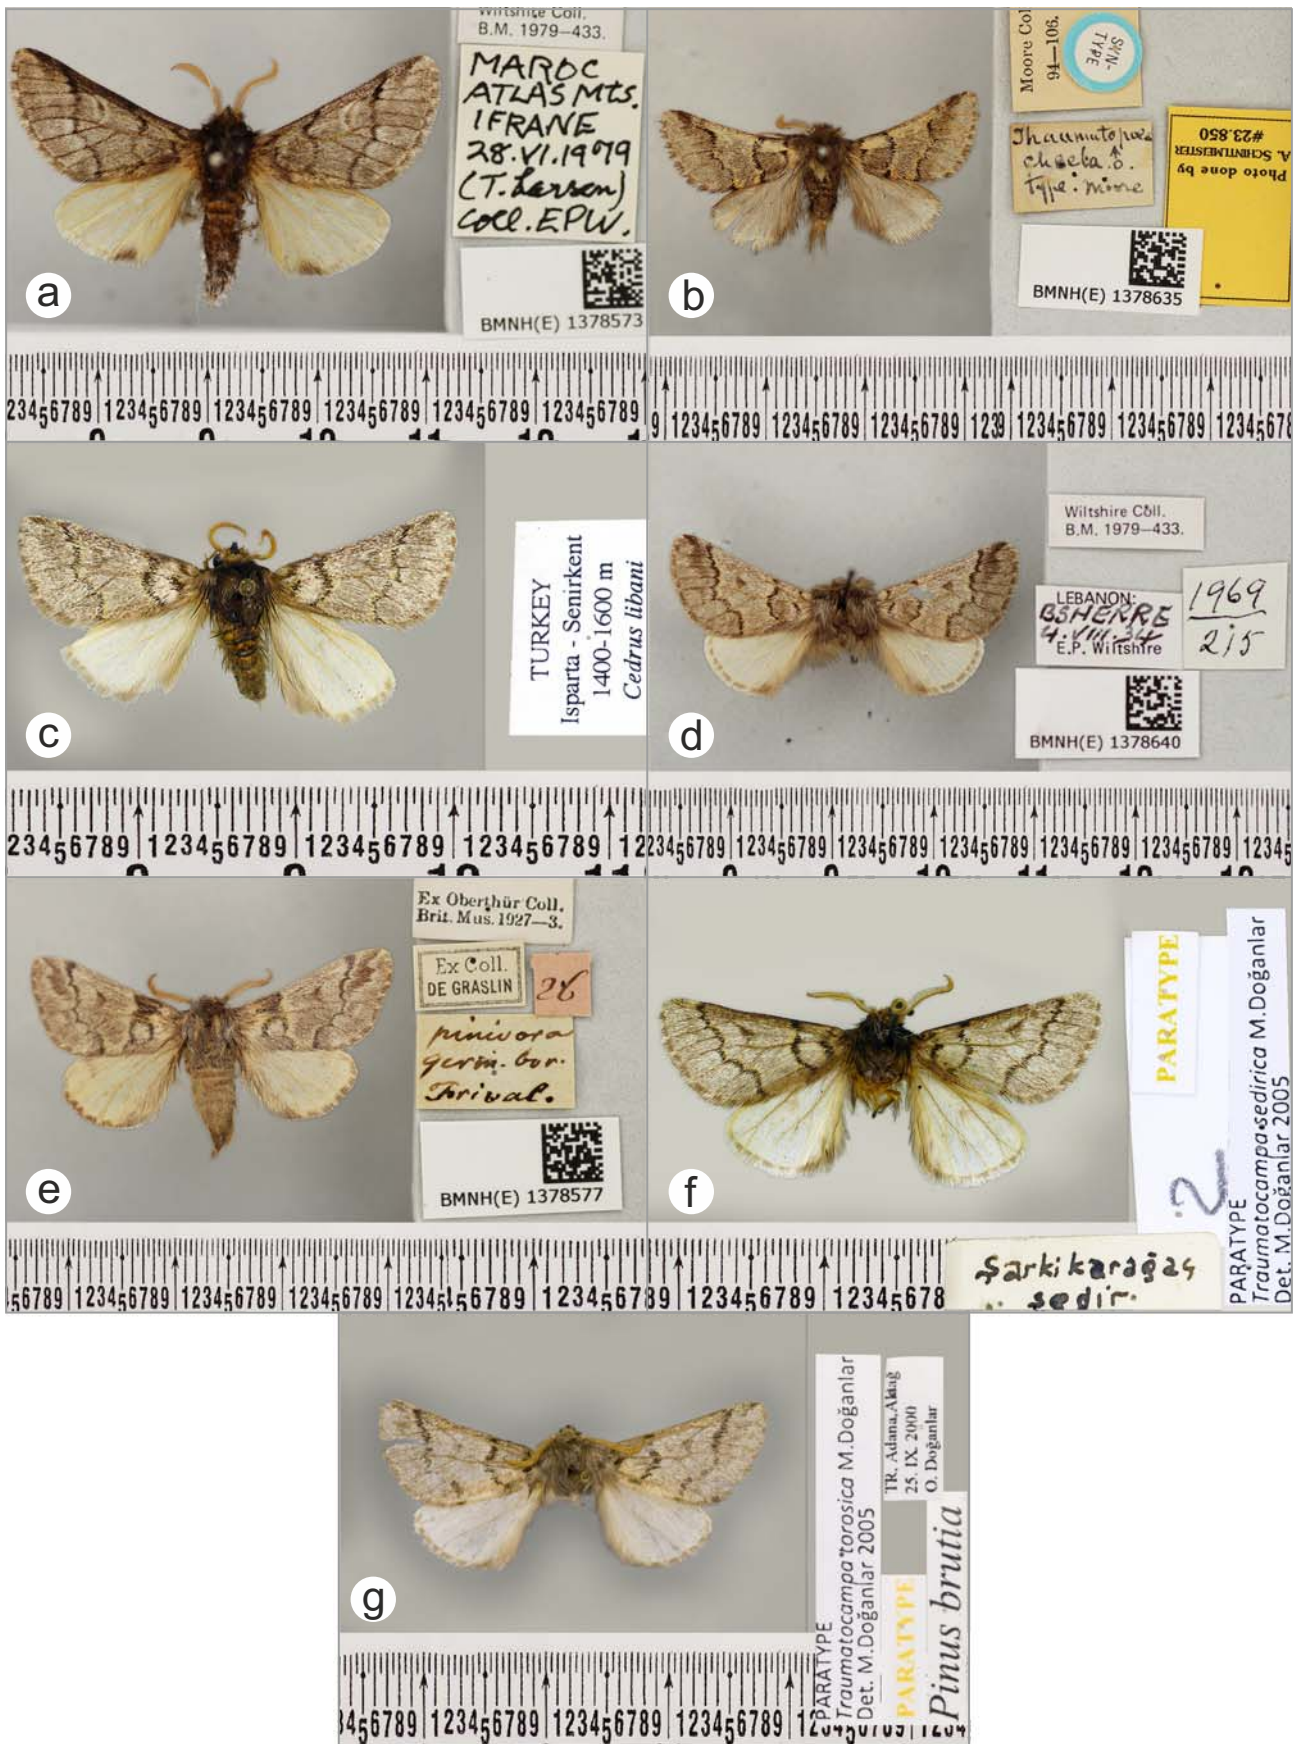 Wiltshire Coll.
B.M. 1979–433.
MAROC
ATLAS Mts.
IFRANE
28.VI.1979
(T. Larsen)
Coll. EPW.
BMNH(E) 1378573
a
Moore Col
94–106.
SYN-
TYPE
Thaumatopoea
cheela. ♂.
type. Moore
Photo done by
A. SCHINTLMEISTER
#23.850
BMNH(E) 1378635
b
TURKEY
Isparta - Senirkent
1400-1600 m
Cedrus libani
c
Wiltshire Coll.
B.M. 1979–433.
LEBANON:
BSHERRE
4.VIII.34
E.P. Wiltshire
1969
215
BMNH(E) 1378640
d
Ex Oberthür Coll.
Brit. Mus. 1927—3.
Ex Coll.
DE GRASLIN
26
pinivora
germ. bor.
Frival.
BMNH(E) 1378577
e
PARATYPE
2
PARATYPE
Traumatocampa sedirica M.Doğanlar
Det. M.Doğanlar 2005
Şarkikarağaç
sedir.
f
PARATYPE
Traumatocampa torosica M.Doğanlar
Det. M.Doğanlar 2005
TR. Adana, Akdağ
25. IX. 2000
O. Doğanlar
PARATYPE
Pinus brutia
g